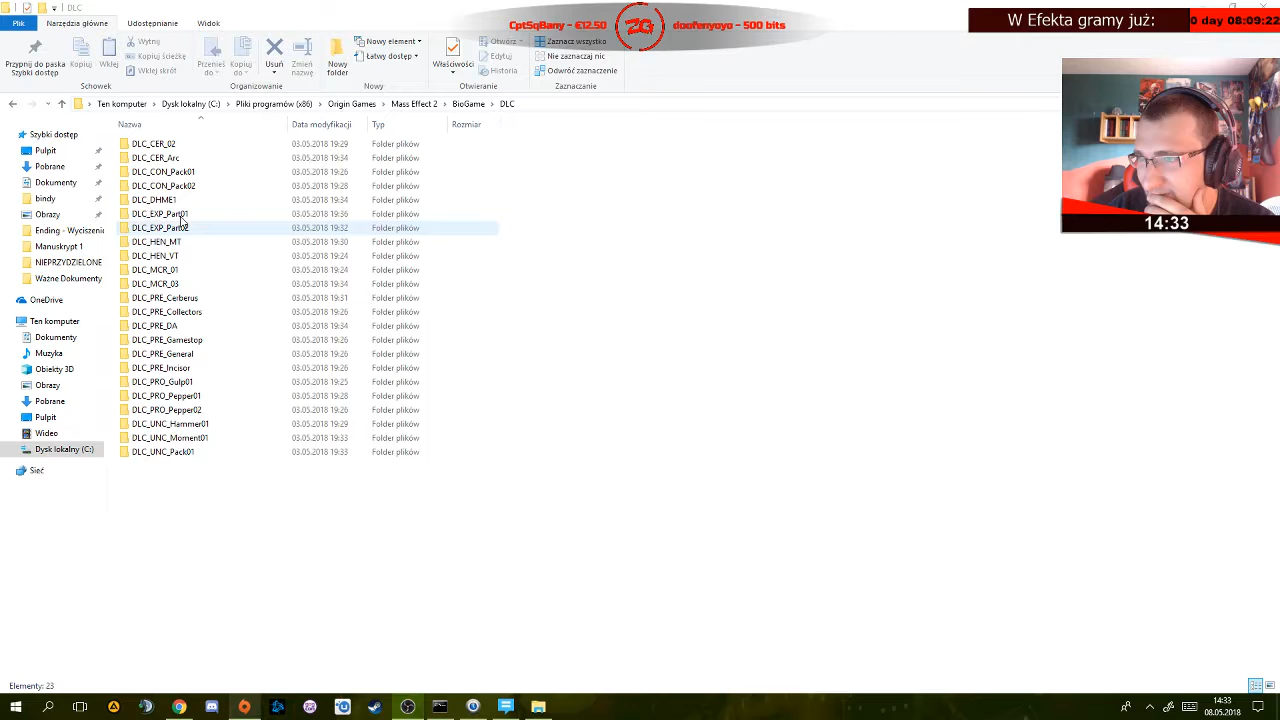 DLC
Plik
Narzędzia główne
Udostępnienie
Widok
Przypnij do paska
Szybki dostęp
Kopiuj
Wklej
Wytnij
Kopiuj ścieżkę
Wklej skrót
Schowek
Przenieś do
Kopiuj do
Usuń
Zmień nazwę
Organizowanie
Nowy folder
Nowy element
Łatwy dostęp
Nowy
Właściwości
Otwórz
Edytuj
Historia
Otwieranie
Zaznacz wszystko
Nie zaznaczaj nic
Odwróć zaznaczenie
Zaznaczanie
CptSqBany - €12.50
ZG
doofenyoyo - 500 bits
W Efekta gramy już:
0 day 08:09:22
Ten komputer > Dysk lokalny (C:) > Pliki programów (x86) > Origin Games > Mass Effect 2 > BioGame > DLC
Nazwa Data modyfikacji Typ Rozmiar
DLC_CER_02 03.05.2018 19:29 Folder plików
DLC_CER_Arc 03.05.2018 19:34 Folder plików
DLC_CON_Pack01 03.05.2018 19:26 Folder plików
DLC_CON_Pack02 03.05.2018 19:28 Folder plików
DLC_DHME1 03.05.2018 19:34 Folder plików
DLC_EXP_Part01 03.05.2018 19:36 Folder plików
DLC_EXP_Part02 03.05.2018 19:32 Folder plików
DLC_HEN_MT 03.05.2018 19:30 Folder plików
DLC_HEN_VT 03.05.2018 19:24 Folder plików
DLC_MCR_01 03.05.2018 19:24 Folder plików
DLC_MCR_03 03.05.2018 19:34 Folder plików
DLC_PRE_Cerberus 03.05.2018 19:31 Folder plików
DLC_PRE_Collectors 03.05.2018 19:26 Folder plików
DLC_PRE_DA 03.05.2018 19:34 Folder plików
DLC_PRE_Gamestop 03.05.2018 19:26 Folder plików
DLC_PRE_General 03.05.2018 19:26 Folder plików
DLC_PRE_Incisor 03.05.2018 19:26 Folder plików
DLC_PRO_Gulp01 03.05.2018 19:25 Folder plików
DLC_PRO_Pepper01 03.05.2018 19:28 Folder plików
DLC_PRO_Pepper02 03.05.2018 19:26 Folder plików
DLC_UNC_Hammer01 03.05.2018 19:29 Folder plików
DLC_UNC_Moment01 03.05.2018 19:33 Folder plików
DLC_UNC_Pack01 03.05.2018 19:33 Folder plików
Szybki dostęp
Pulpit
Pobrane
Dokumenty
bindy
Obrazy
Ending - Wyciszeni
Manuskrypt 1
NIEPRZYDZIELONE
Ważne Dokumenty
OneDrive
Ten komputer
Dokumenty
Muzyka
Obiekty 3D
Obrazy
Pobrane
Pulpit
Wideo
Dysk lokalny (C:)
Sieć
14:33
Elementy: 23
14:33
08.05.2018